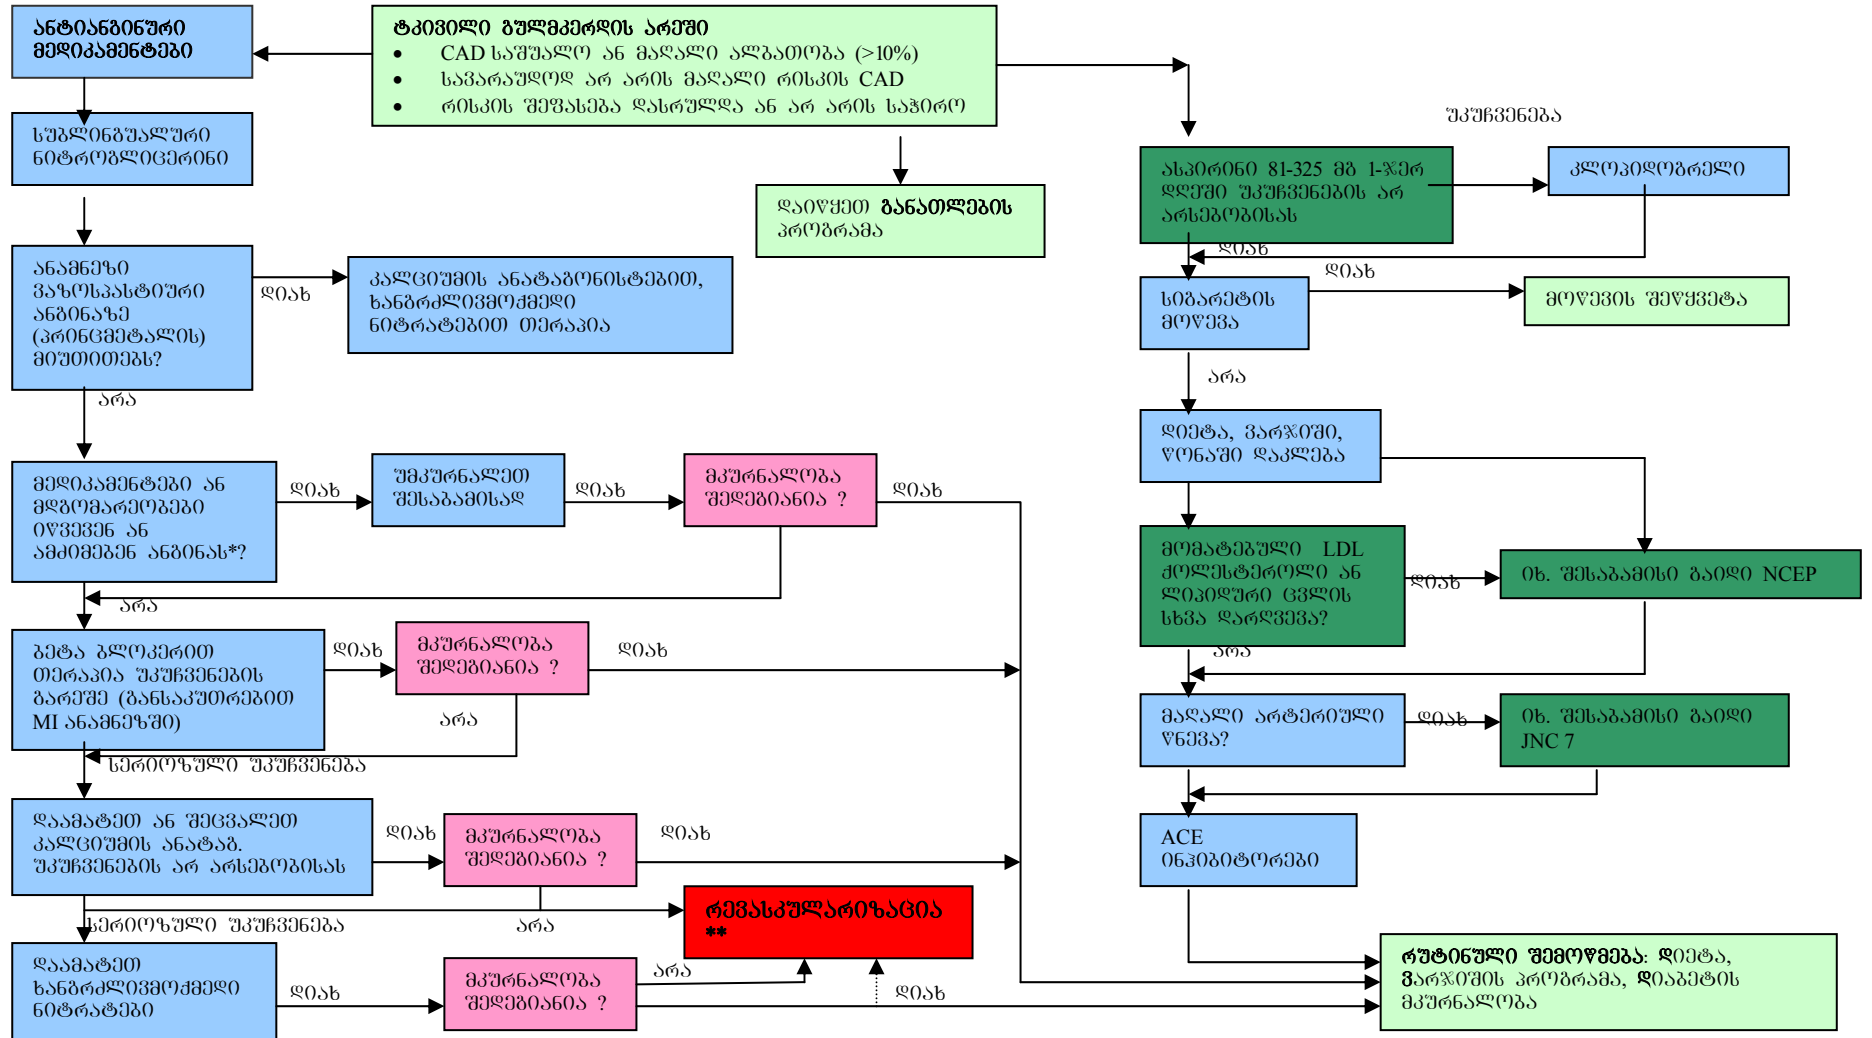 ანტიანგინური
მედიკამენტები
ტკივილი გულმკერდის არეში
• CAD საშუალო ან მაღალი ალბათობა (>10%)
• სავარაუდოდ არ არის მაღალი რისკის CAD
• რისკის შეფასება დასრულდა ან არ არის საჭირო
სუბლინგუალური
ნიტროგლიცერინი
დაიწყეთ განათლების
პროგრამა
უკუჩვენება
ასპირინი 81-325 მგ 1-ჯერ
დღეში უკუჩვენების არ
არსებობისას
კლოპიდოგრელი
დიახ
ანამნეზი
ვაზოსპასტიური
ანგინაზე
(პრინცმეტალის)
მიუთითებს?
დიახ
კალციუმის ანატაგონისტებით,
ხანგრძლივმოქმედი
ნიტრატებით თერაპია
არა
სიგარეტის
მოწევა
დიახ
მოწევის შეწყვეტა
არა
დიეტა, ვარჯიში,
წონაში დაკლება
მედიკამენტები ან
მდგომარეობები
იწვევენ ან
ამძიმებენ ანგინას*?
დიახ
უმკურნალეთ
შესაბამისად
დიახ
მკურნალობა
შედეგიანია ?
დიახ
არა
მომატებული LDL
ქოლესტეროლი ან
ლიპიდური ცვლის
სხვა დარღვევა?
დიახ
იხ. შესაბამისი გაიდი NCEP
არა
ბეტა ბლოკერით
თერაპია უკუჩვენების
გარეშე (განსაკუთრებით
MI ანამნეზში)
დიახ
მკურნალობა
შედეგიანია ?
დიახ
არა
სერიოზული უკუჩვენება
მაღალი არტერიული
წნევა?
დიახ
იხ. შესაბამისი გაიდი
JNC 7
დაამატეთ ან შეცვალეთ
კალციუმის ანატაგ.
უკუჩვენების არ არსებობისას
დიახ
მკურნალობა
შედეგიანია ?
დიახ
სერიოზული უკუჩვენება
არა
რევასკულარიზაცია
**
ACE
ინჰიბიტორები
დაამატეთ
ხანგრძლივმოქმედი
ნიტრატები
დიახ
მკურნალობა
შედეგიანია ?
არა
დიახ
რუტინული შემოწმება: დიეტა,
ვარჯიშის პროგრამა, დიაბეტის
მკურნალობა